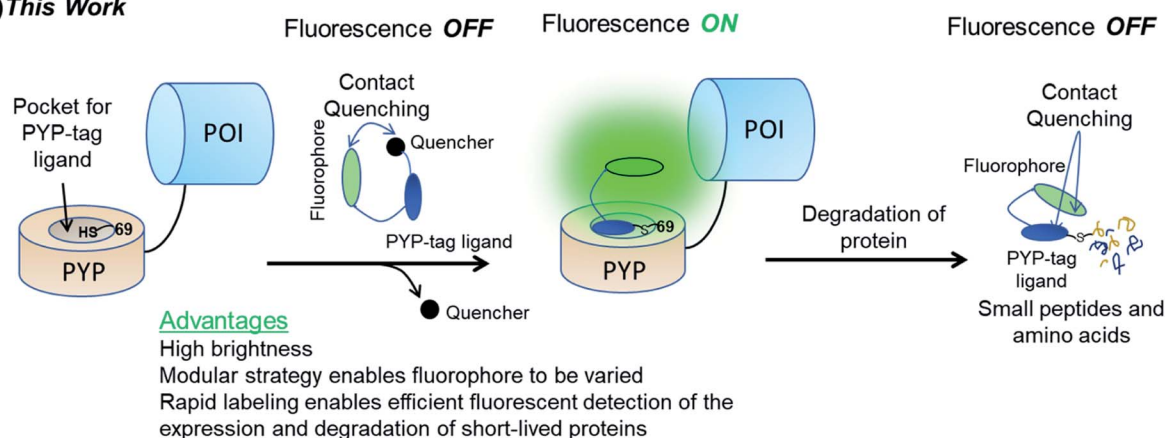 )This Work
Fluorescence OFF
Fluorescence ON
Fluorescence OFF
Pocket for
PYP-tag
ligand
POI
HS 69
PYP
Contact
Quenching
Fluorophore
Quencher
PYP-tag ligand
Quencher
POI
S 69
PYP
Degradation of
protein
Contact
Quenching
Fluorophore
S
PYP-tag
ligand
Small peptides and
amino acids
Advantages
High brightness
Modular strategy enables fluorophore to be varied
Rapid labeling enables efficient fluorescent detection of the
expression and degradation of short-lived proteins